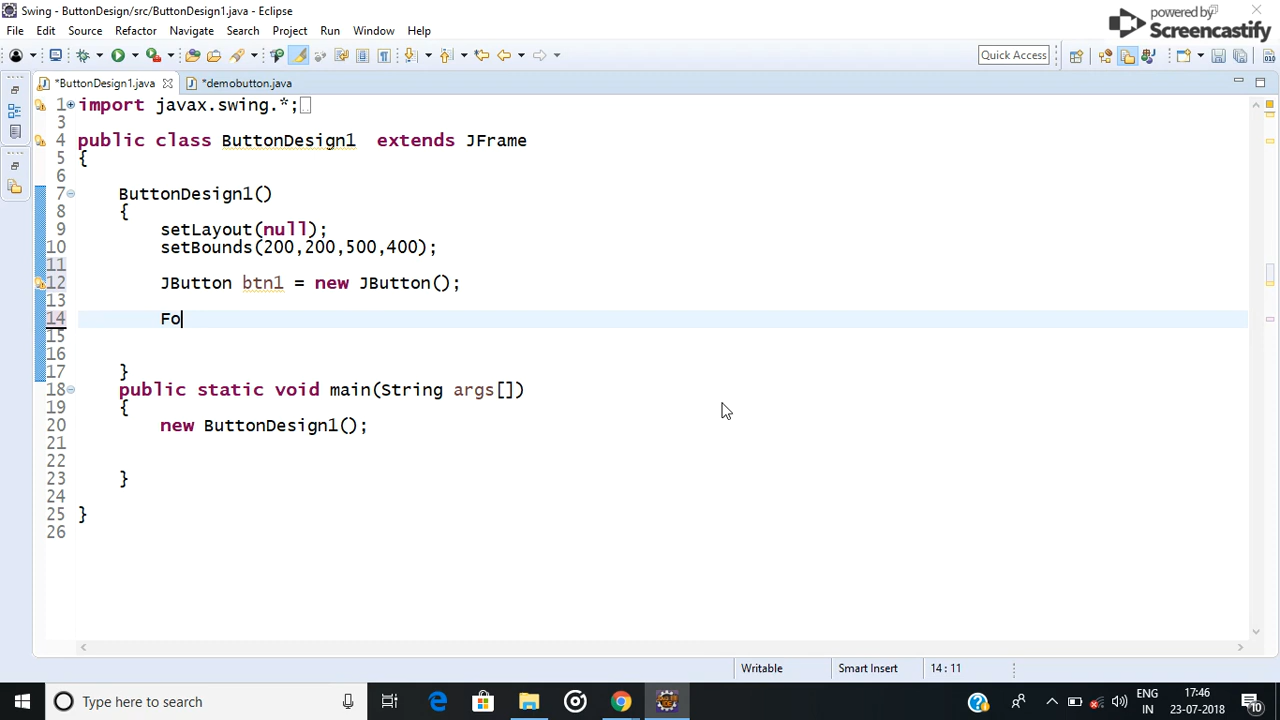 Swing - ButtonDesign/src/ButtonDesign1.java - Eclipse
powered by
Screencastify
File Edit Source Refactor Navigate Search Project Run Window Help
Quick Access
*ButtonDesign1.java
*demobutton.java
1 import javax.swing.*;
3
4 public class ButtonDesign1 extends JFrame
5 {
6
7 ButtonDesign1()
8 {
9 setLayout(null);
10 setBounds(200,200,500,400);
11
12 JButton btn1 = new JButton();
13
14 Fo
15
16
17 }
18 public static void main(String args[])
19 {
20 new ButtonDesign1();
21
22
23 }
24
25 }
26
Writable Smart Insert 14 : 11
Type here to search
ENG
IN
17:46
23-07-2018
10